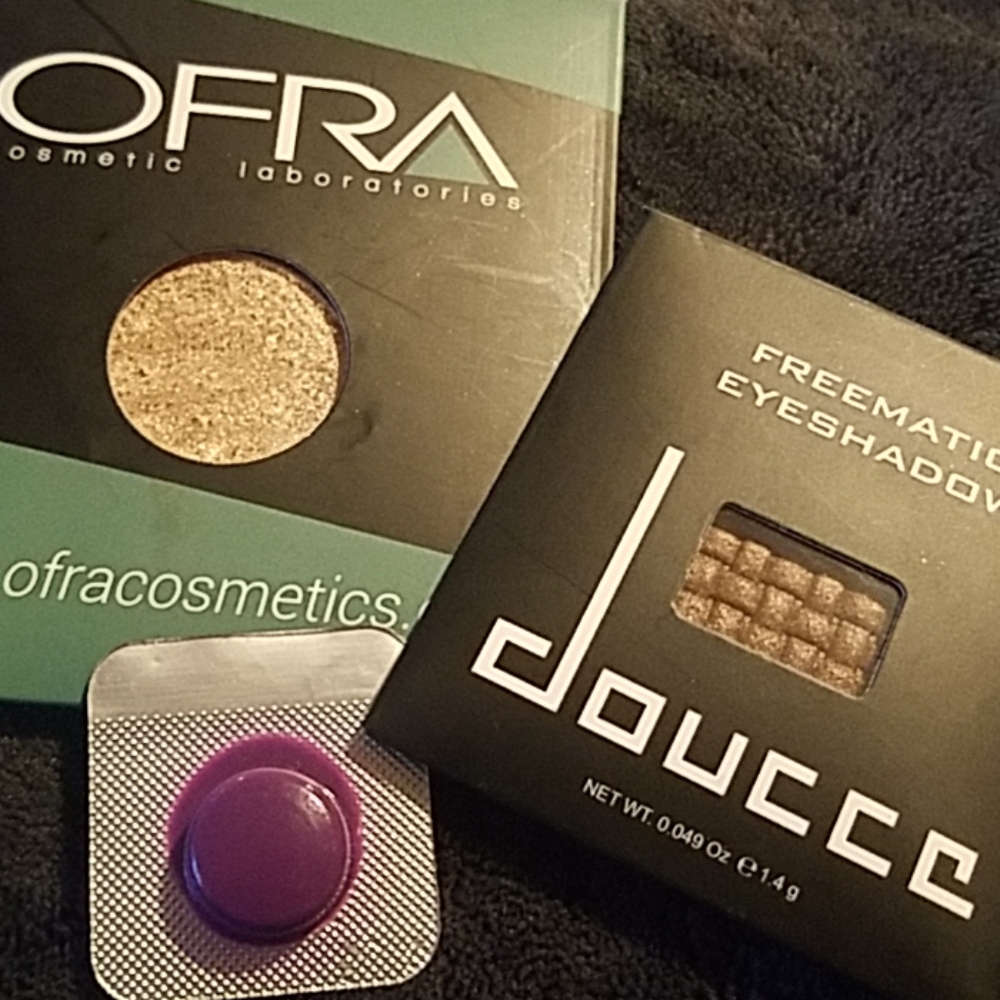 OFRA
osmetic laboratories
ofracosmetics.
FREEMATIC
EYESHADOW
doucce
NET WT. 0.049 Oz ℮ 1.4 g